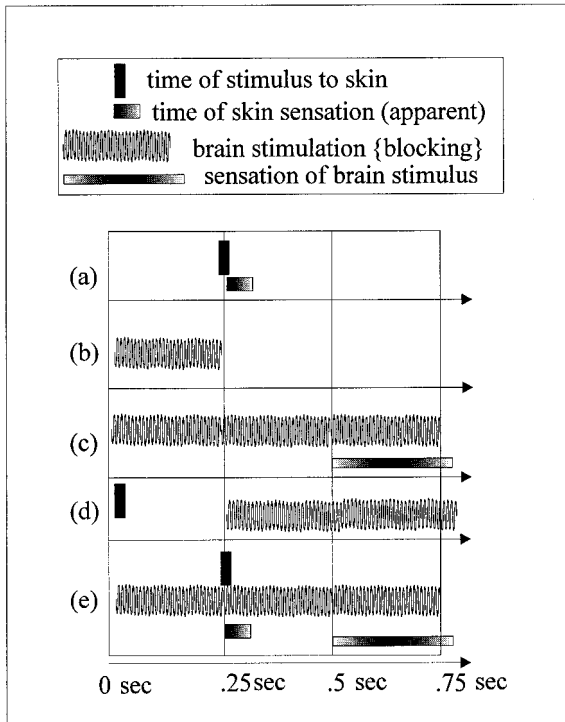 time of stimulus to skin
time of skin sensation (apparent)
brain stimulation {blocking}
sensation of brain stimulus
(a)
(b)
(c)
(d)
(e)
0 sec .25sec .5 sec .75 sec